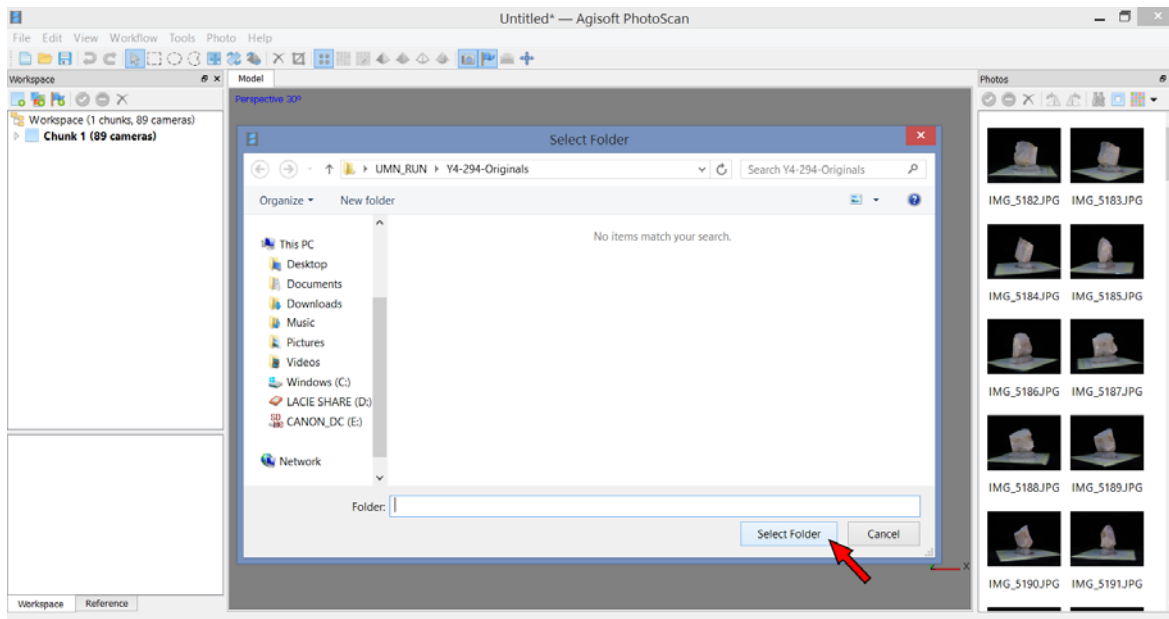 Untitled* — Agisoft PhotoScan
File Edit View Workflow Tools Photo Help
Workspace
Model
Photos
Perspective 30°
Workspace (1 chunks, 89 cameras)
Chunk 1 (89 cameras)
Select Folder
UMN_RUN Y4-294-Originals
Search Y4-294-Originals
Organize New folder
No items match your search.
This PC
Desktop
Documents
Downloads
Music
Pictures
Videos
Windows (C:)
LACIE SHARE (D:)
CANON_DC (E:)
Network
Folder:
Select Folder Cancel
IMG_5182.JPG IMG_5183.JPG
IMG_5184.JPG IMG_5185.JPG
IMG_5186.JPG IMG_5187.JPG
IMG_5188.JPG IMG_5189.JPG
IMG_5190.JPG IMG_5191.JPG
X
Workspace Reference